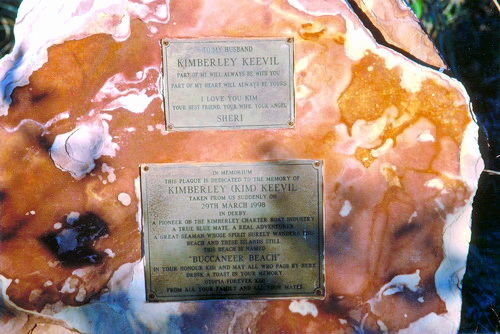 TO MY HUSBAND
KIMBERLEY KEEVIL
PART OF ME WILL ALWAYS BE WITH YOU
PART OF MY HEART WILL ALWAYS BE YOURS
I LOVE YOU KIM
YOUR BEST FRIEND, YOUR WIFE, YOUR ANGEL
SHERI
IN MEMORIUM
THIS PLAQUE IS DEDICATED TO THE MEMORY OF
KIMBERLEY (KIM) KEEVIL
TAKEN FROM US SUDDENLY ON
29TH MARCH 1998
IN DERBY.
A PIONEER ON THE KIMBERLEY CHARTER BOAT INDUSTRY
A TRUE BLUE MATE, A REAL ADVENTURER
A GREAT SEAMAN WHOSE SPIRIT SURELY WANDERS THIS
BEACH AND THESE ISLANDS STILL.
THIS BEACH IS NAMED
"BUCCANEER BEACH"
IN YOUR HONOUR KIM AND MAY ALL WHO PASS BY HERE
DRINK A TOAST IN YOUR MEMORY
UTOPIA FOREVER KIM
FROM ALL YOUR FAMILY AND ALL YOUR MATES